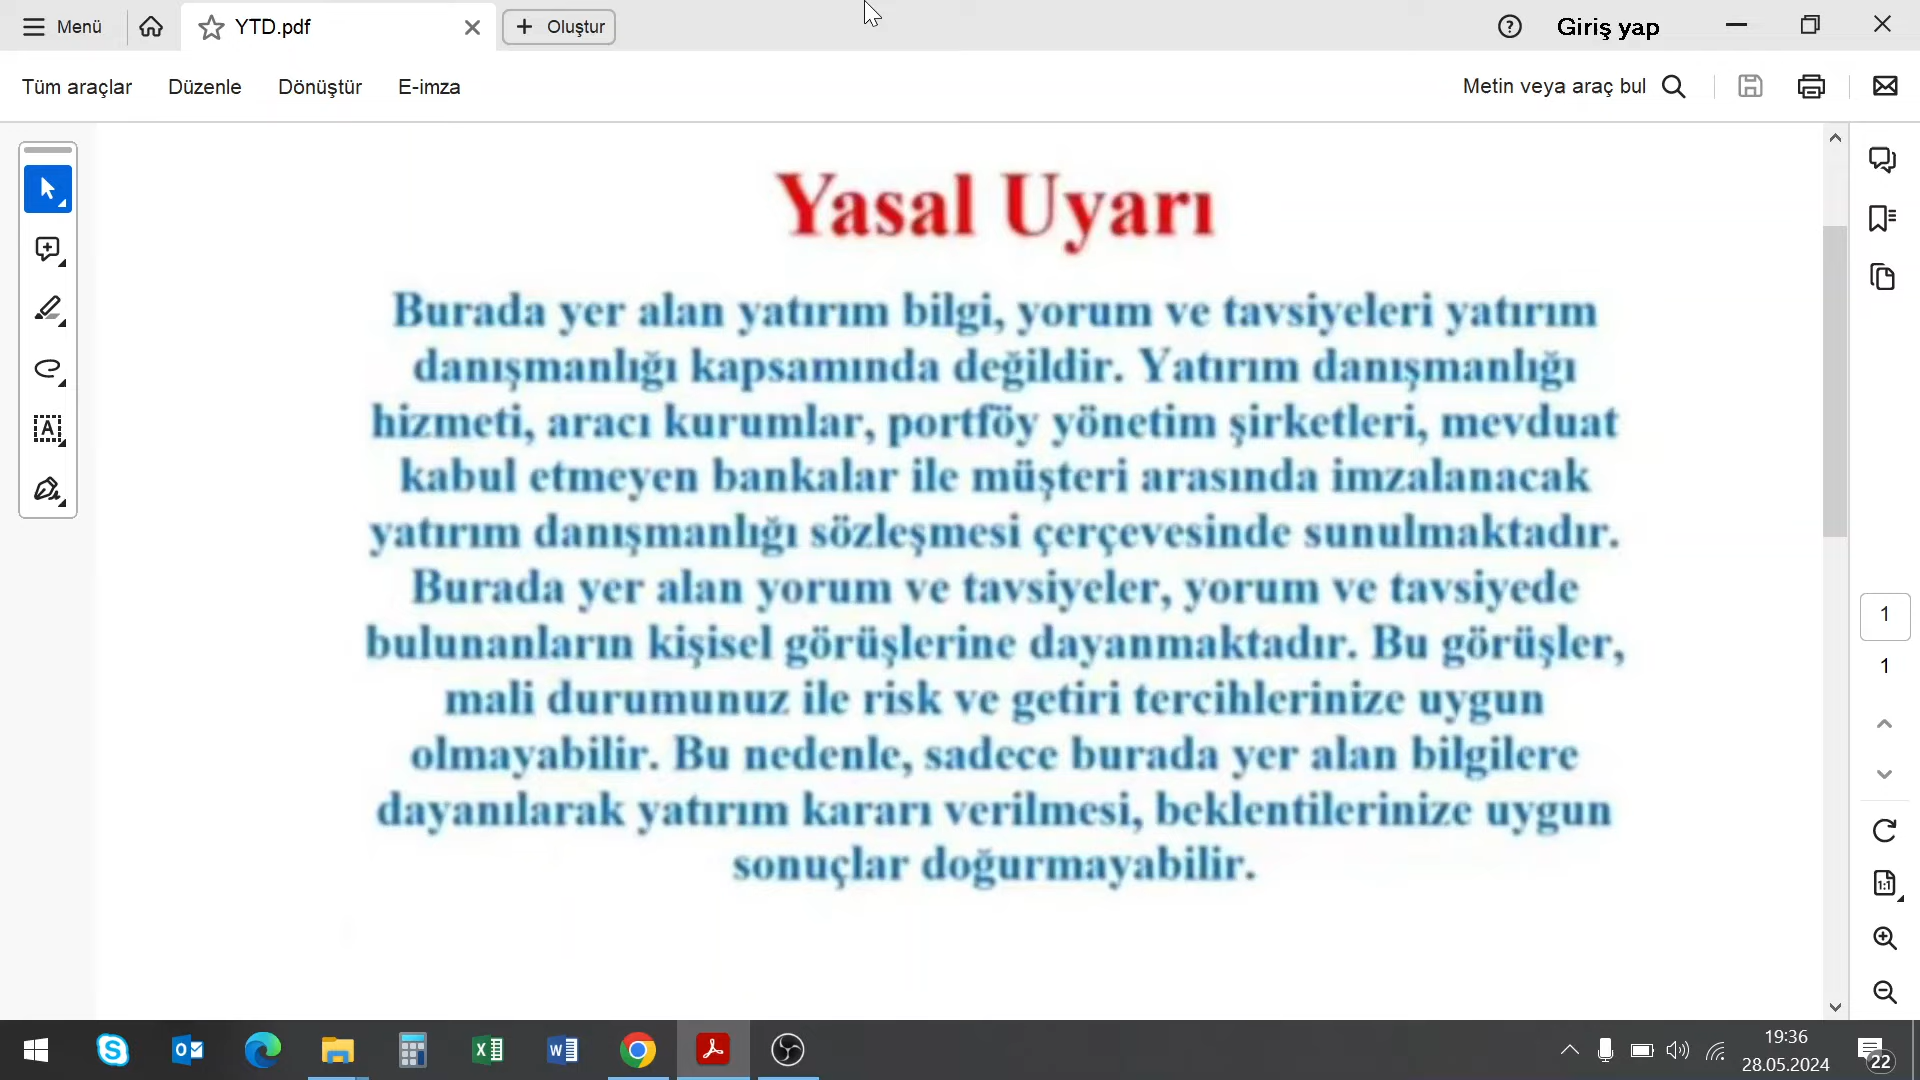 Menü
YTD.pdf
Oluştur
Giriş yap
Tüm araçlar
Düzenle
Dönüştür
E-imza
Metin veya araç bul
Yasal Uyarı
Burada yer alan yatırım bilgi, yorum ve tavsiyeleri yatırım
danışmanlığı kapsamında değildir. Yatırım danışmanlığı
hizmeti, aracı kurumlar, portföy yönetim şirketleri, mevduat
kabul etmeyen bankalar ile müşteri arasında imzalanacak
yatırım danışmanlığı sözleşmesi çerçevesinde sunulmaktadır.
Burada yer alan yorum ve tavsiyeler, yorum ve tavsiyede
bulunanların kişisel görüşlerine dayanmaktadır. Bu görüşler,
mali durumunuz ile risk ve getiri tercihlerinize uygun
olmayabilir. Bu nedenle, sadece burada yer alan bilgilere
dayanılarak yatırım kararı verilmesi, beklentilerinize uygun
sonuçlar doğurmayabilir.
1
1
19:36
28.05.2024
22